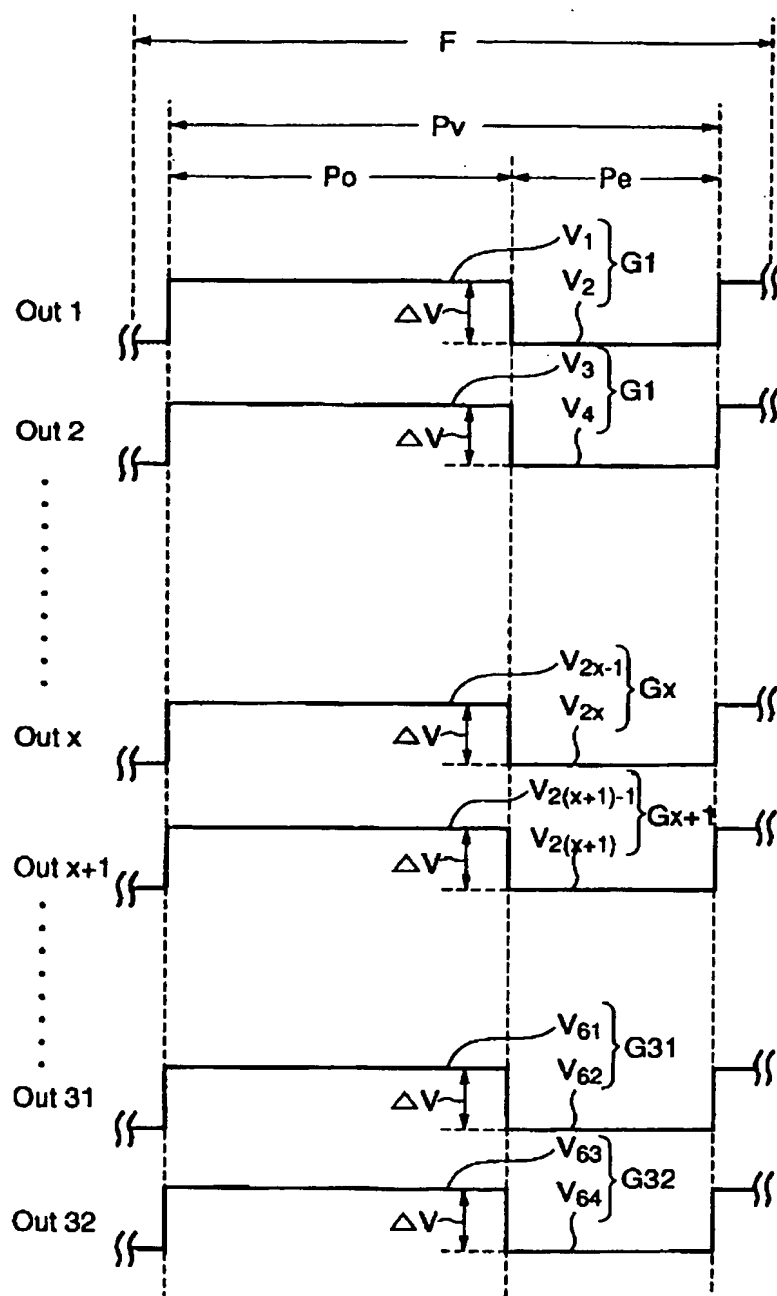 F
Pv
Po Pe
V1
G1
V2
Out 1
ΔV
V3
G1
V4
Out 2
ΔV
V2x-1
Gx
V2x
Out x
ΔV
V2(x+1)-1
Gx+1
V2(x+1)
Out x+1
ΔV
V61
G31
V62
Out 31
ΔV
V63
G32
V64
Out 32
ΔV